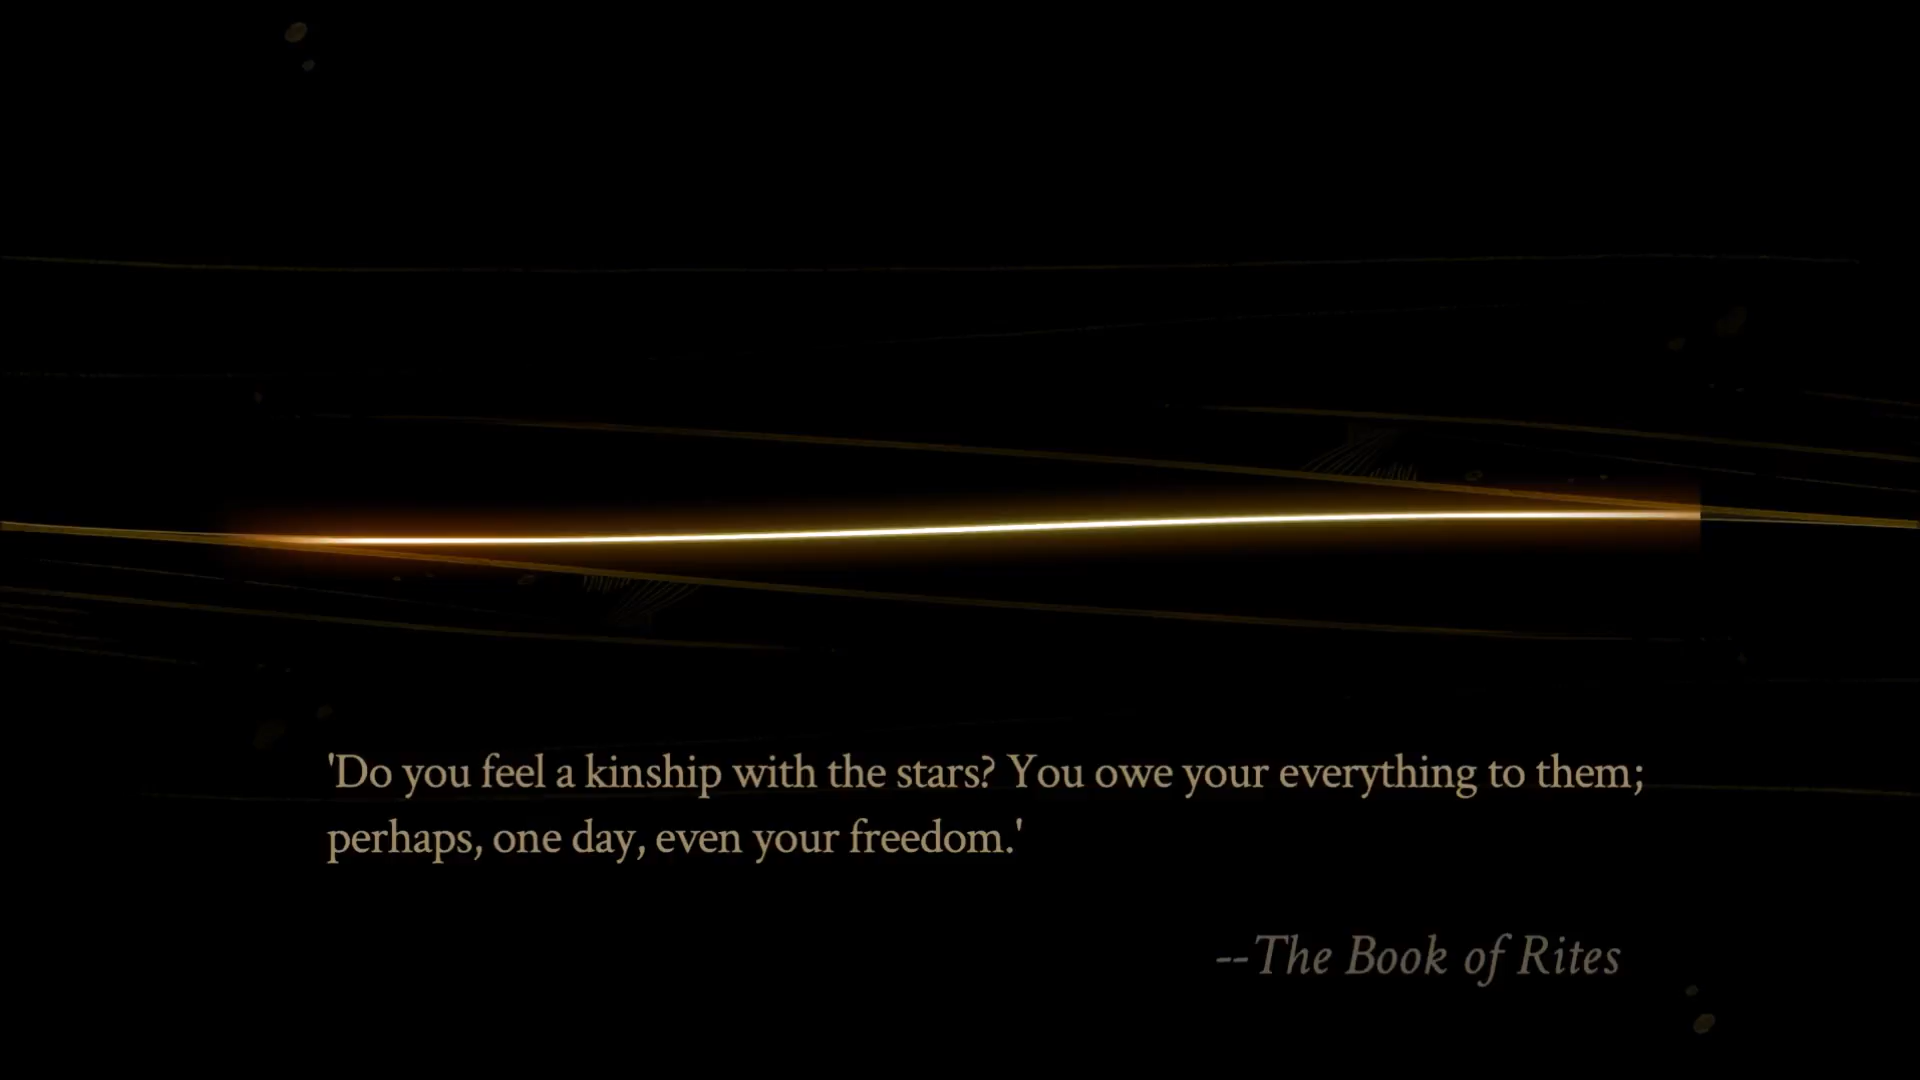 'Do you feel a kinship with the stars? You owe your everything to them;
perhaps, one day, even your freedom.'
--The Book of Rites